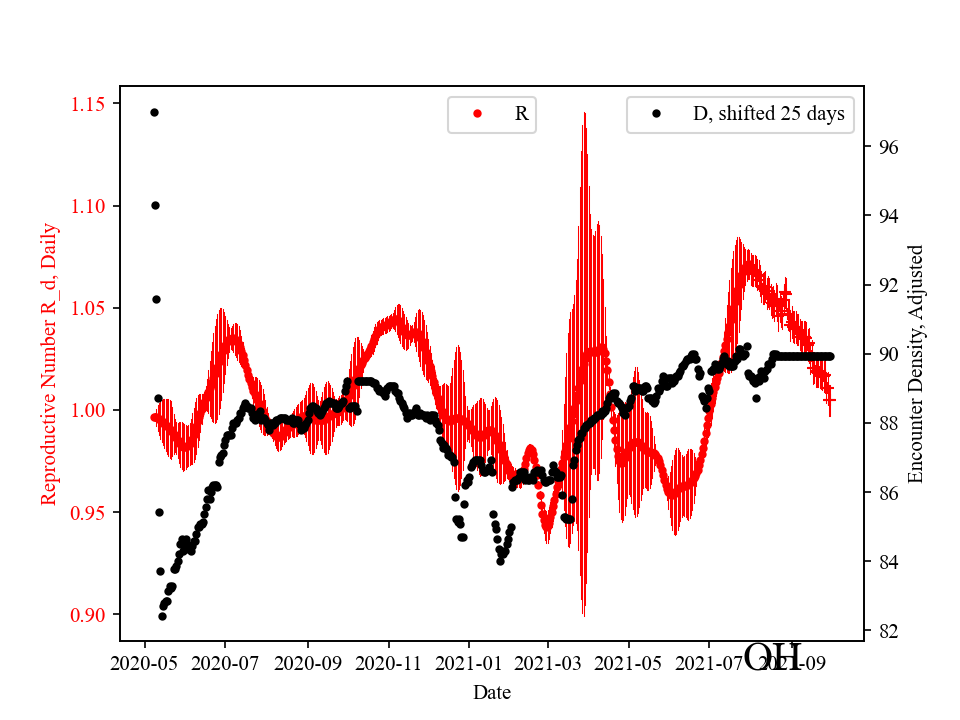 R
D, shifted 25 days
1.15
1.10
1.05
1.00
0.95
0.90
Reproductive Number R_d, Daily
96
94
92
90
88
86
84
82
Encounter Density, Adjusted
2020-05 2020-07 2020-09 2020-11 2021-01 2021-03 2021-05 2021-07 2021-09
OH
Date